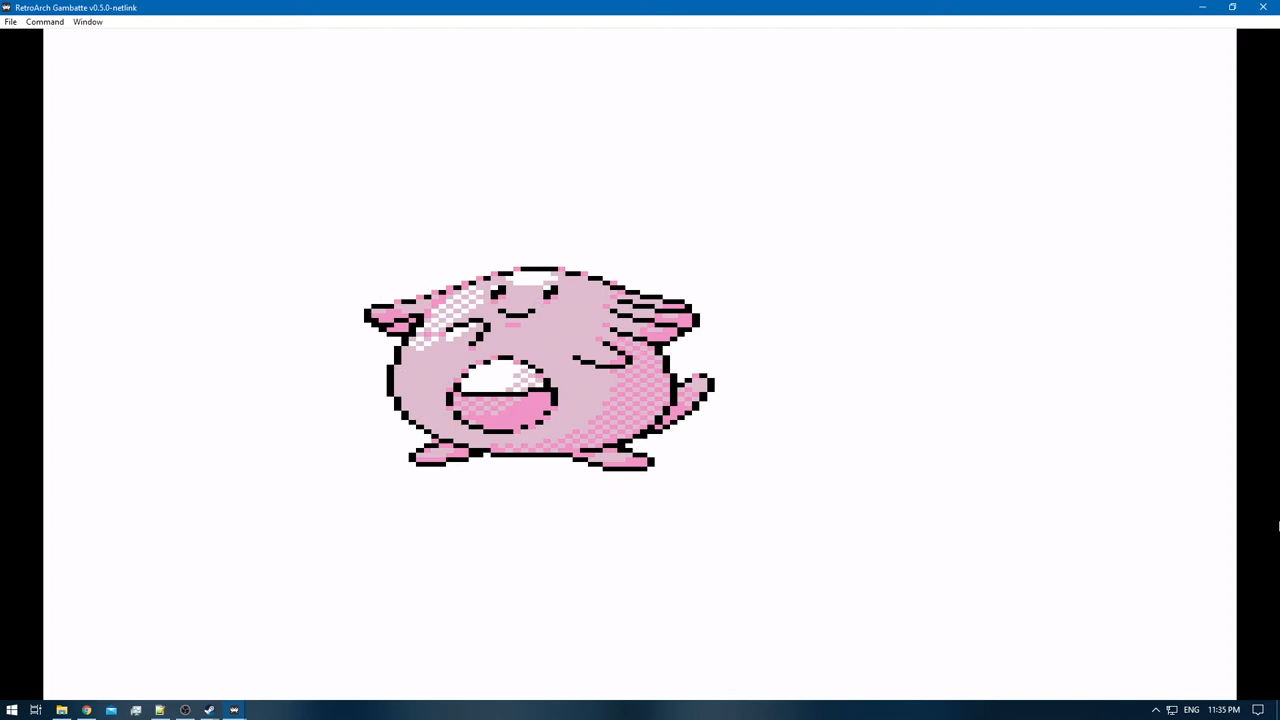 RetroArch Gambatte v0.5.0-netlink
File Command Window
ENG 11:35 PM